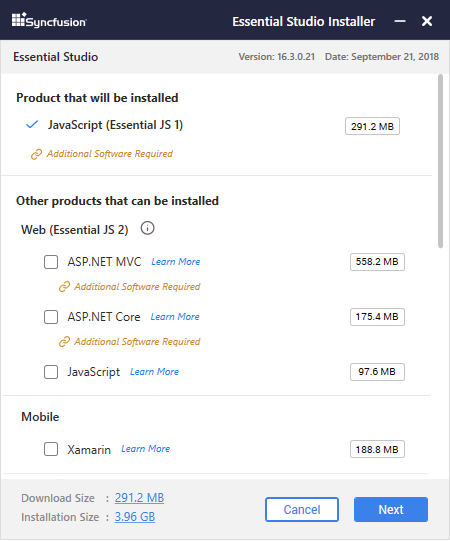 Syncfusion Essential Studio Installer
Essential Studio Version: 16.3.0.21 Date: September 21, 2018
Product that will be installed
JavaScript (Essential JS 1) 291.2 MB
Additional Software Required
Other products that can be installed
Web (Essential JS 2)
ASP.NET MVC Learn More 558.2 MB
Additional Software Required
ASP.NET Core Learn More 175.4 MB
Additional Software Required
JavaScript Learn More 97.6 MB
Mobile
Xamarin Learn More 188.8 MB
Download Size : 291.2 MB
Installation Size : 3.96 GB
Cancel Next